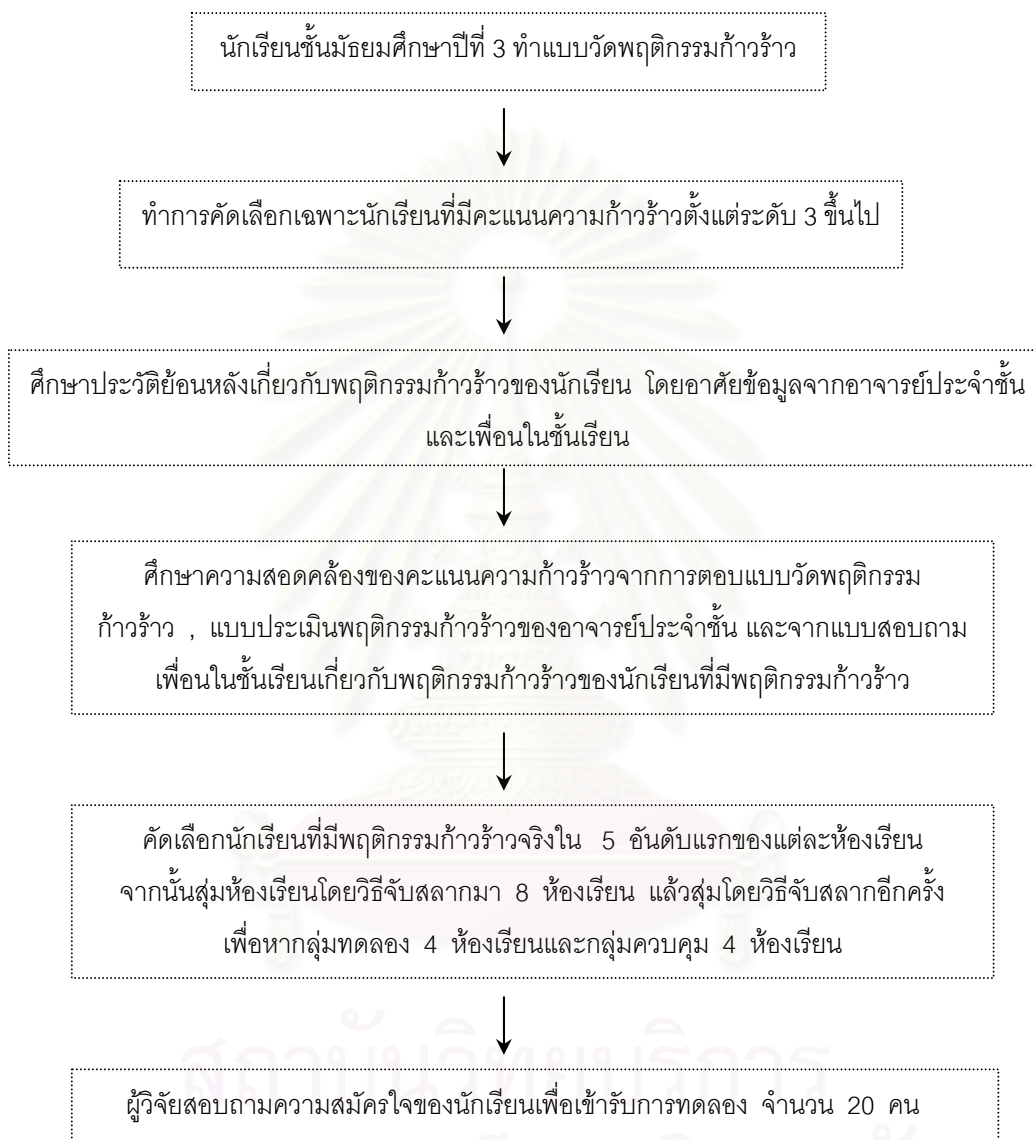 นักเรียนชั้นมัธยมศึกษาปีที่ 3 ทำแบบวัดพฤติกรรมก้าวร้าว
ทำการคัดเลือกเฉพาะนักเรียนที่มีคะแนนความก้าวร้าวตั้งแต่ระดับ 3 ขึ้นไป
ศึกษาประวัติย้อนหลังเกี่ยวกับพฤติกรรมก้าวร้าวของนักเรียน โดยอาศัยข้อมูลจากอาจารย์ประจำชั้น
และเพื่อนในชั้นเรียน
ศึกษาความสอดคล้องของคะแนนความก้าวร้าวจากการตอบแบบวัดพฤติกรรม
ก้าวร้าว , แบบประเมินพฤติกรรมก้าวร้าวของอาจารย์ประจำชั้น และจากแบบสอบถาม
เพื่อนในชั้นเรียนเกี่ยวกับพฤติกรรมก้าวร้าวของนักเรียนที่มีพฤติกรรมก้าวร้าว
คัดเลือกนักเรียนที่มีพฤติกรรมก้าวร้าวจริงใน 5 อันดับแรกของแต่ละห้องเรียน
จากนั้นสุ่มห้องเรียนโดยวิธีจับสลากมา 8 ห้องเรียน แล้วสุ่มโดยวิธีจับสลากอีกครั้ง
เพื่อหากลุ่มทดลอง 4 ห้องเรียนและกลุ่มควบคุม 4 ห้องเรียน
สถาบันวิทยบริการ
ผู้วิจัยสอบถามความสมัครใจของนักเรียนเพื่อเข้ารับการทดลอง จำนวน 20 คน